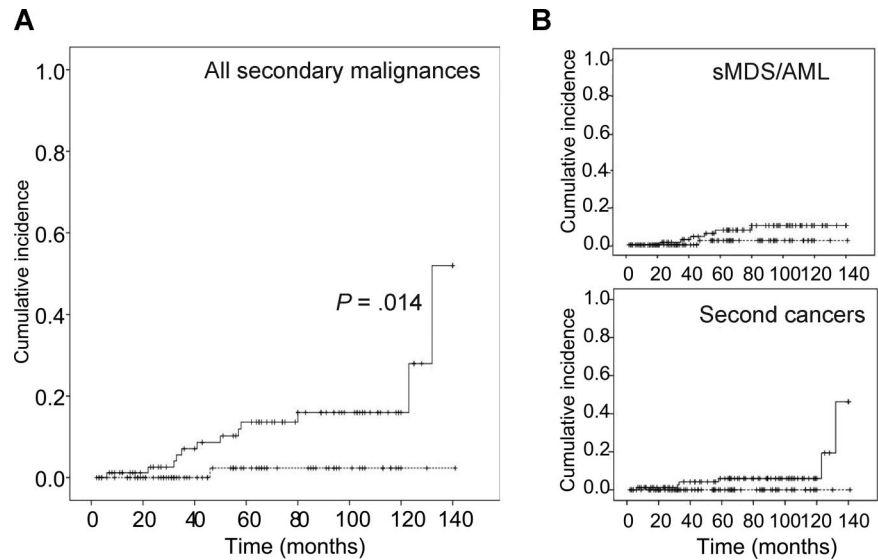 A
All secondary malignances
1.0
0.8
0.6
0.4
0.2
0.0
Cumulative incidence
P = .014
0 20 40 60 80 100 120 140
Time (months)
B
sMDS/AML
1.0
0.8
0.6
0.4
0.2
0.0
Cumulative incidence
0 20 40 60 80 100 120 140
Second cancers
1.0
0.8
0.6
0.4
0.2
0.0
Cumulative incidence
0 20 40 60 80 100 120 140
Time (months)